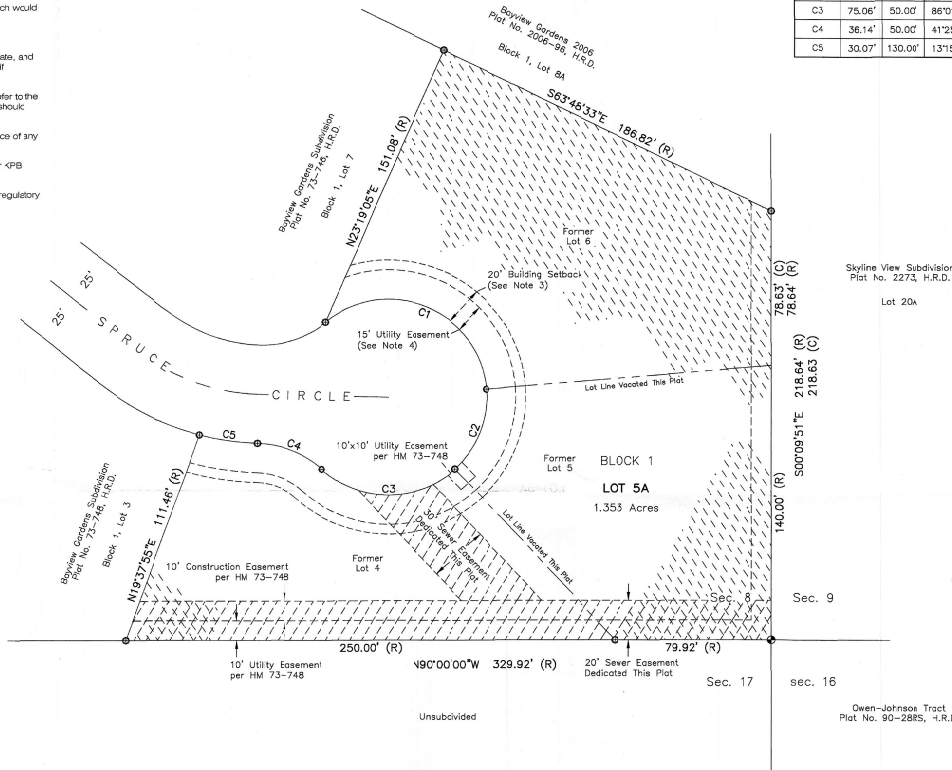 ch would
ate, and
if
fer to the
should
ce of any
KPB
regulatory
C3 75.06' 50.00'
C4 36.14' 50.00'
C5 30.07' 130.00'
Bayview Gardens 2006
Plat No. 2006-96, H.R.D.
Block 1, Lot 8A
S63°48'33"E 186.82' (R)
Bayview Gardens Subdivision
Plat No. 73-748, H.R.D.
Block 1, Lot 7
N23°19'05"E 151.08' (R)
Former
Lot 6
20' Building Setback
(See Note 3)
15' Utility Easement
(See Note 4)
C1
78.63' (C)
78.64' (R)
Skyline View Subdivision
Plat No. 2273, H.R.D.
Lot 20A
S00°09'51"E 218.64' (R)
218.63 (C)
25'
25'
SPRUCE
CIRCLE
Lot Line Vacated This Plat
C2
C5
C4
C3
10'x10' Utility Easement
per HM 73-748
Former
Lot 5
BLOCK 1
LOT 5A
1.353 Acres
140.00' (R)
Bayview Gardens Subdivision
Plat No. 73-748, H.R.D.
Block 1, Lot 3
N19°37'55"E 111.46' (R)
30' Sewer Easement
Dedicated This Plat
Lot Line Vacated This Plat
Former
Lot 4
10' Construction Easement
per HM 73-748
Sec. 8
Sec. 9
250.00' (R)
79.92' (R)
N90°00'00"W 329.92' (R)
10' Utility Easement
per HM 73-748
20' Sewer Easement
Dedicated This Plat
Sec. 17
sec. 16
Unsubdivided
Owen-Johnson Tract
Plat No. 90-28RS, H.R.D.